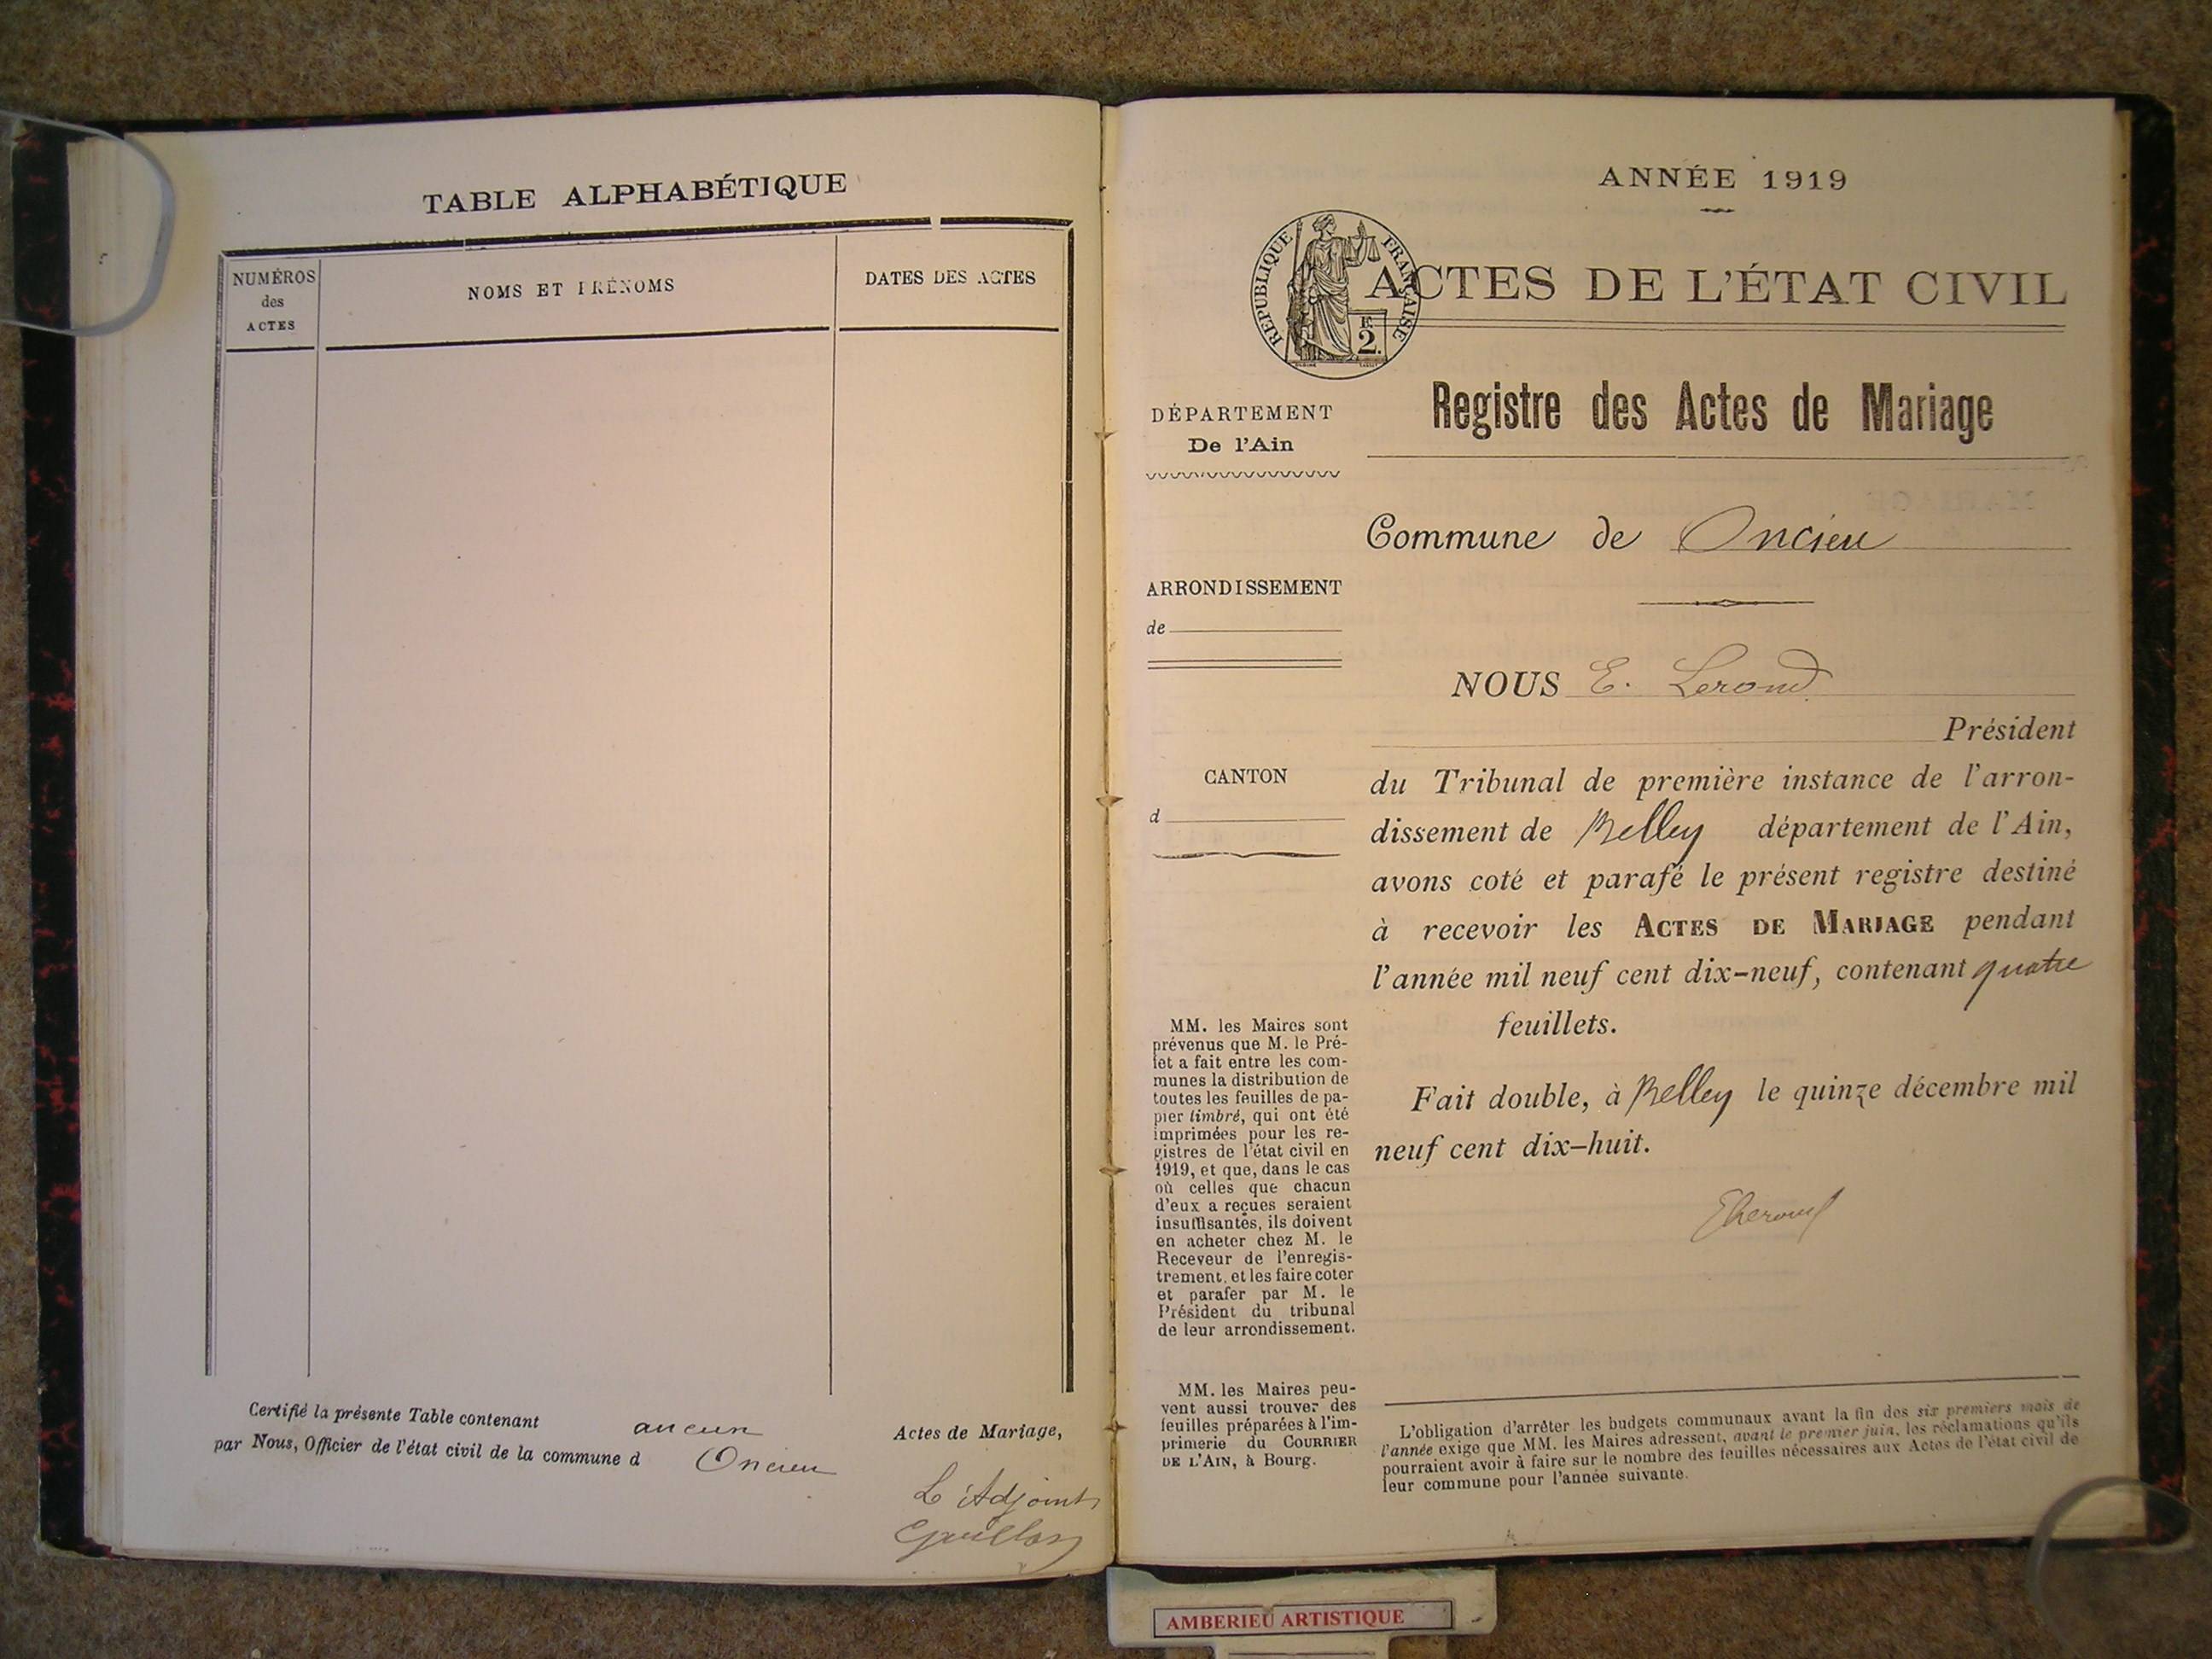 TABLE ALPHABÉTIQUE
NUMÉROS
des
ACTES
NOMS ET PRÉNOMS
DATES DES ACTES
Certifié la présente Table contenant aucun Actes de Mariage,
par Nous, Officier de l'état civil de la commune d Oncieu
L'Adjoint
ANNÉE 1919
RÉPUBLIQUE FRANÇAISE
2.
ACTES DE L'ÉTAT CIVIL
Registre des Actes de Mariage
DÉPARTEMENT
De l'Ain
Commune de Oncieu
ARRONDISSEMENT
de
NOUS E. Lerond
Président
CANTON
d
du Tribunal de première instance de l'arron-
dissement de Belley département de l'Ain,
avons coté et parafé le présent registre destiné
à recevoir les ACTES DE MARIAGE pendant
l'année mil neuf cent dix-neuf, contenant quatre
feuillets.
Fait double, à Belley le quinze décembre mil
neuf cent dix-huit.
MM. les Maires sont
prévenus que M. le Pré-
fet a fait entre les com-
munes la distribution de
toutes les feuilles de pa-
pier timbré, qui ont été
imprimées pour les re-
gistres de l'état civil en
1919, et que, dans le cas
où celles que chacun
d'eux a reçues seraient
insuffisantes, ils doivent
en acheter chez M. le
Receveur de l'enregis-
trement, et les faire coter
et parafer par M. le
Président du tribunal
de leur arrondissement.
MM. les Maires peu-
vent aussi trouver des
feuilles préparées à l'im-
primerie du COURRIER
DE L'AIN, à Bourg.
L'obligation d'arrêter les budgets communaux avant la fin des six premiers mois de
l'année exige que MM. les Maires adressent, avant le premier juin, les réclamations qu'ils
pourraient avoir à faire sur le nombre des feuilles nécessaires aux Actes de l'état civil de
leur commune pour l'année suivante.
AMBERIEU ARTISTIQUE